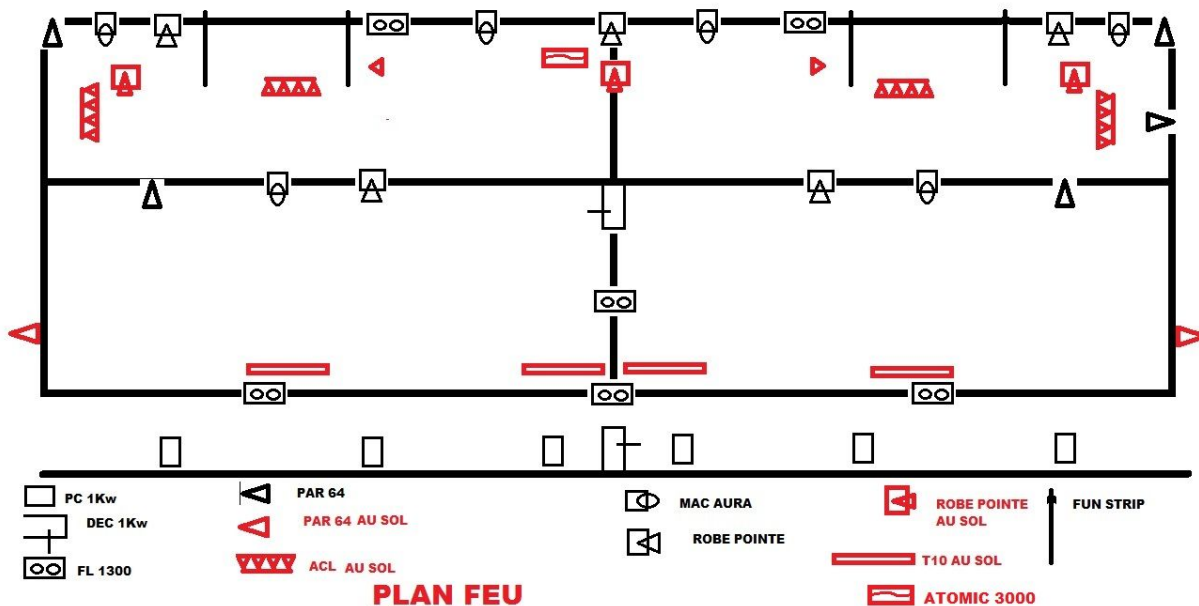 PC 1Kw
DEC 1Kw
FL 1300
PAR 64
PAR 64 AU SOL
ACL AU SOL
PLAN FEU
MAC AURA
ROBE POINTE
ROBE POINTE
AU SOL
T10 AU SOL
ATOMIC 3000
FUN STRIP